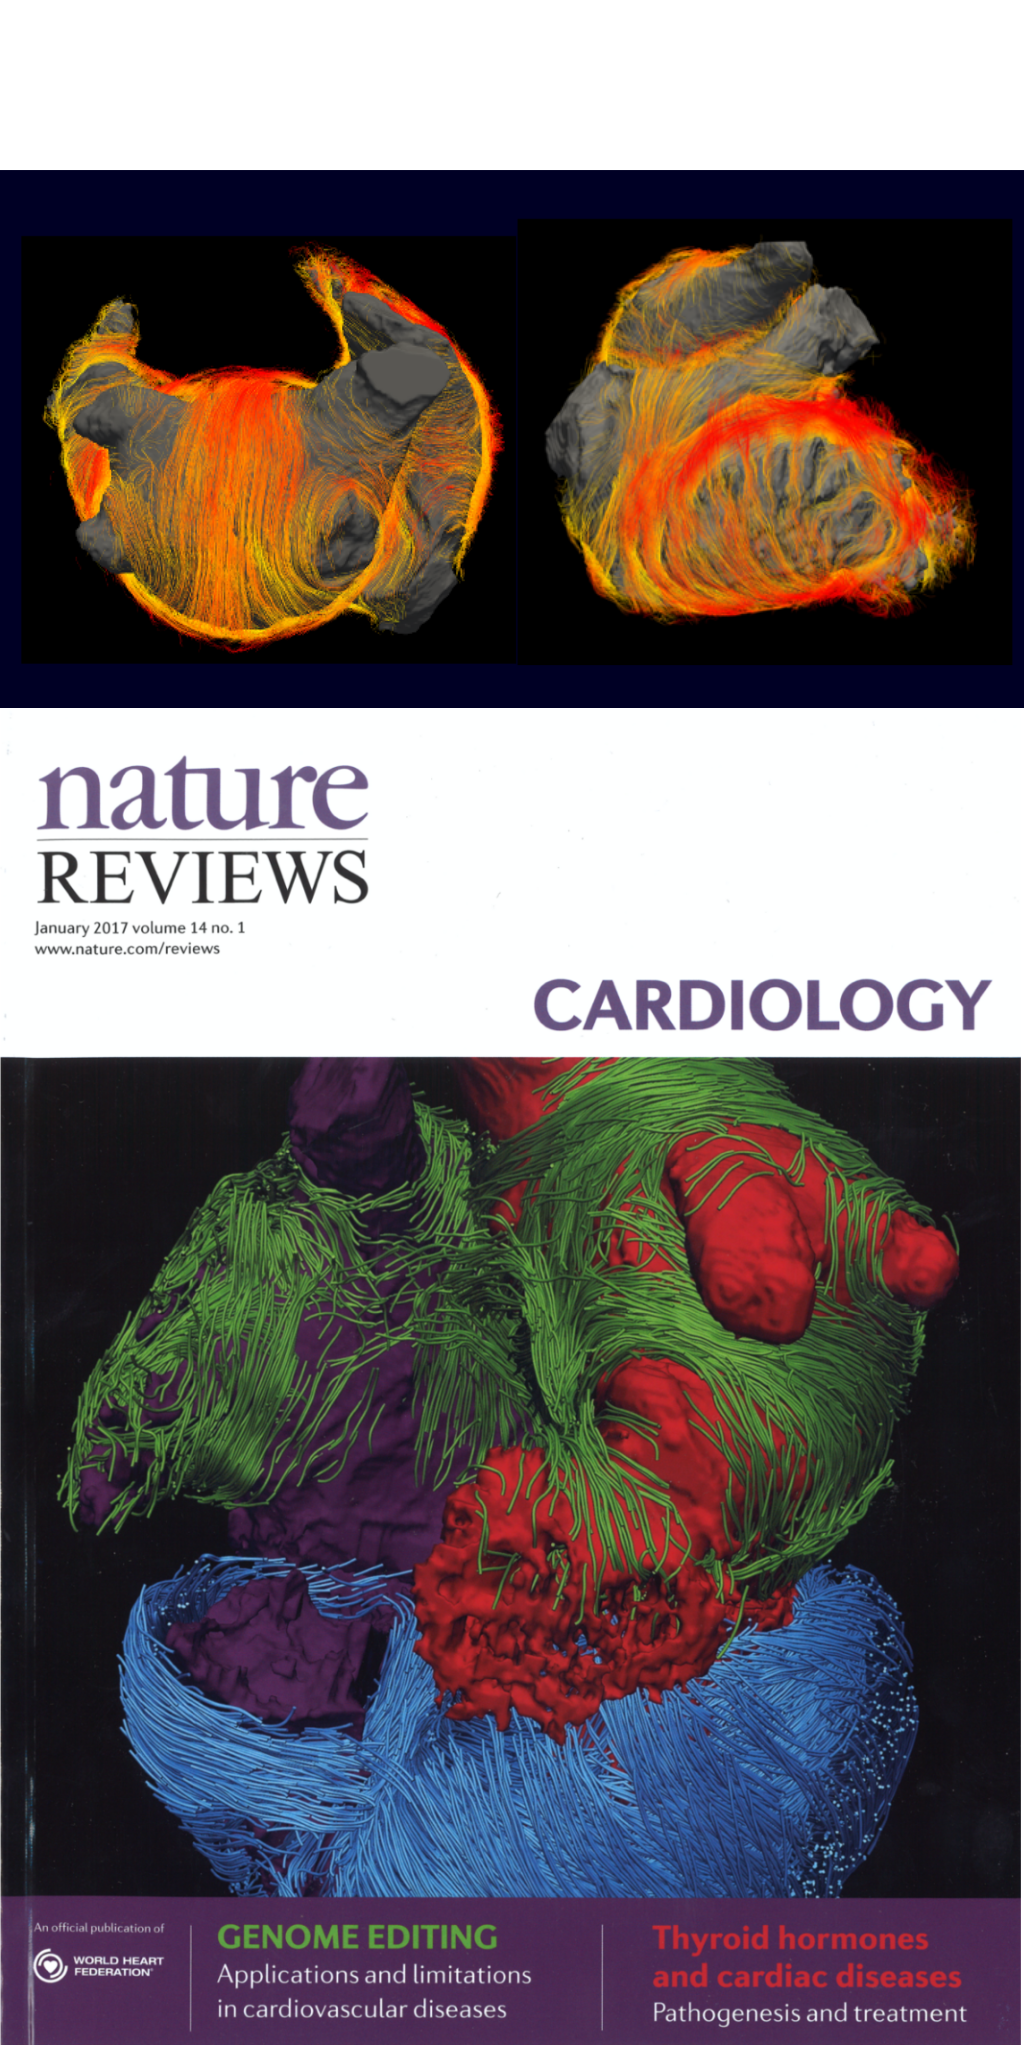 nature
REVIEWS
January 2017 volume 14 no. 1
www.nature.com/reviews
CARDIOLOGY
An official publication of
WORLD HEART
FEDERATION
GENOME EDITING
Applications and limitations
in cardiovascular diseases
Thyroid hormones
and cardiac diseases
Pathogenesis and treatment